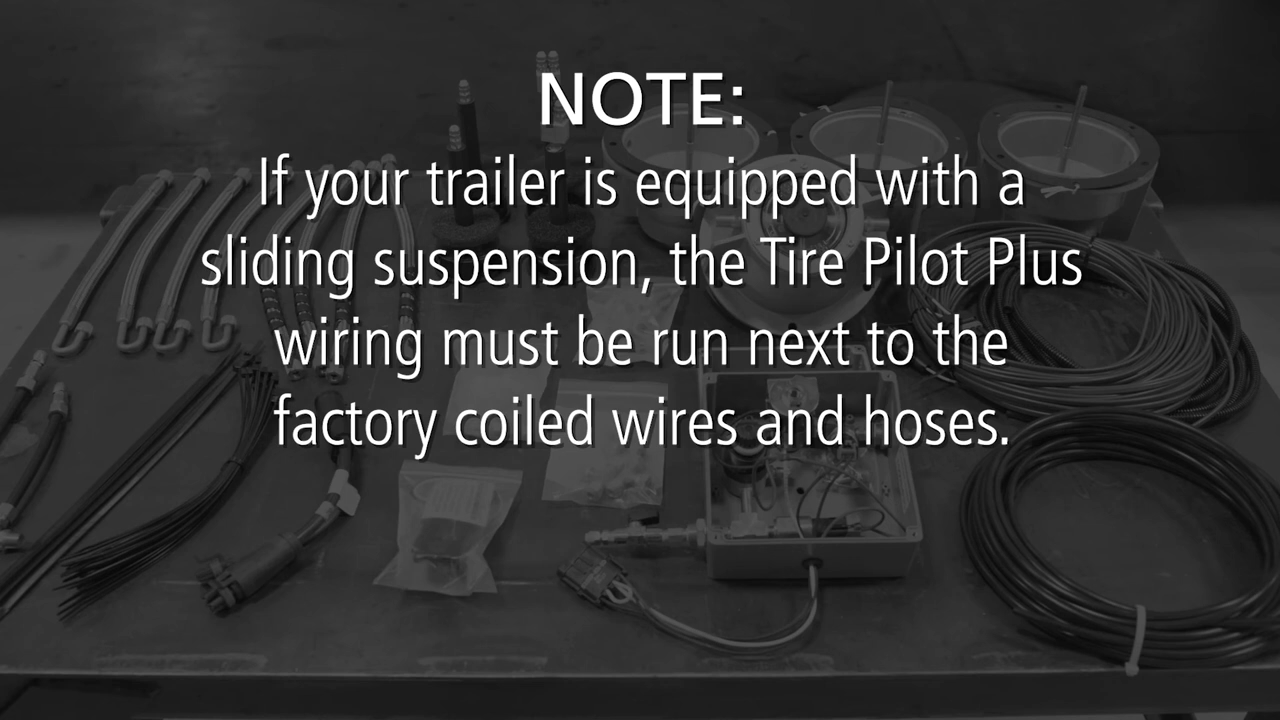 NOTE:
If your trailer is equipped with a
sliding suspension, the Tire Pilot Plus
wiring must be run next to the
factory coiled wires and hoses.